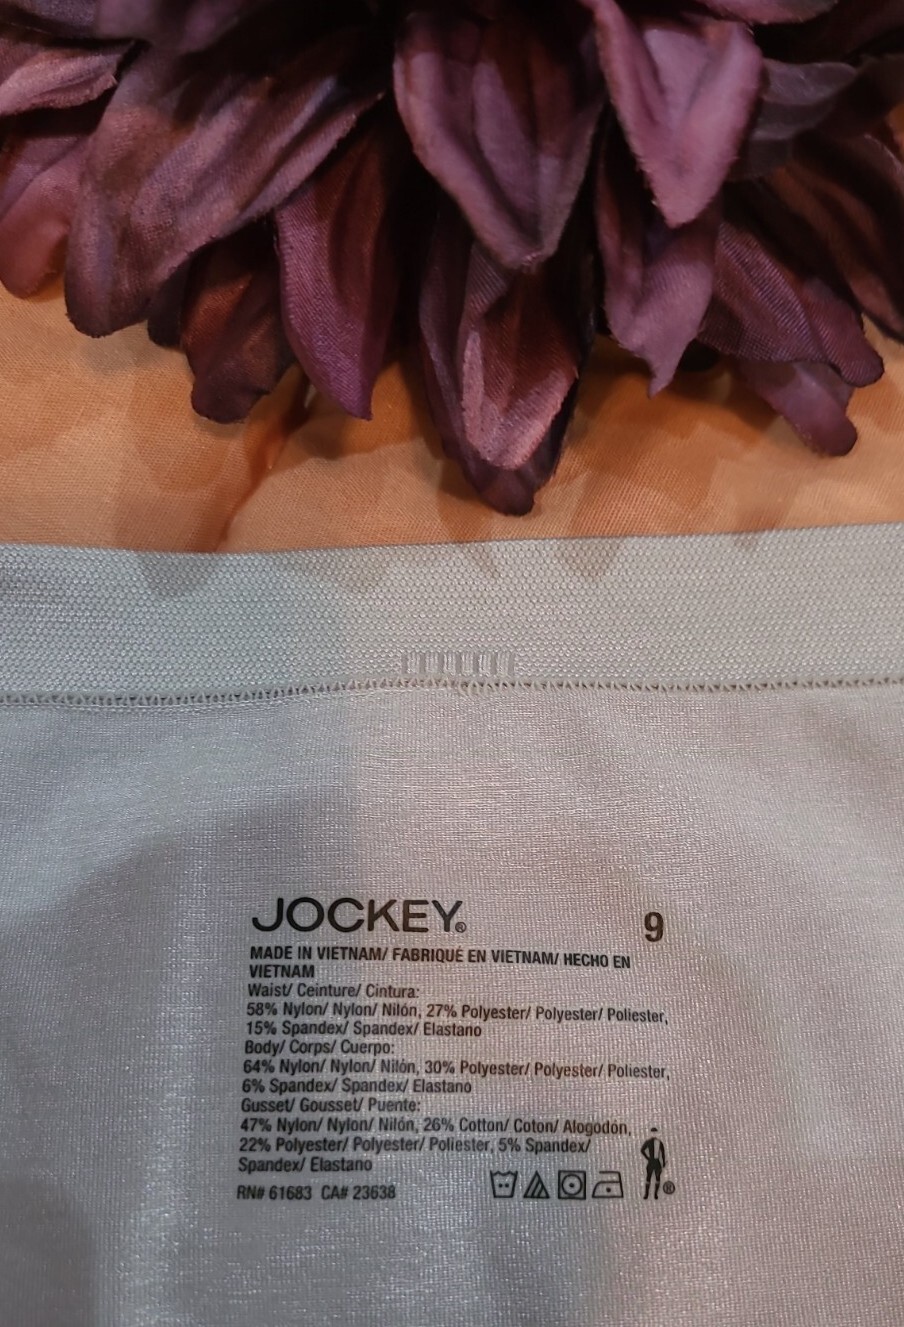 JOCKEY® 9
MADE IN VIETNAM/ FABRIQUÉ EN VIETNAM/ HECHO EN
VIETNAM
Waist/ Ceinture/ Cintura:
58% Nylon/ Nylon/ Nilón, 27% Polyester/ Polyester/ Poliester,
15% Spandex/ Spandex/ Elastano
Body/ Corps/ Cuerpo:
64% Nylon/ Nylon/ Nilón, 30% Polyester/ Polyester/ Poliester,
6% Spandex/ Spandex/ Elastano
Gusset/ Gousset/ Puente:
47% Nylon/ Nylon/ Nilón, 26% Cotton/ Coton/ Alogodón,
22% Polyester/ Polyester/ Poliester, 5% Spandex/
Spandex/ Elastano
RN# 61683 CA# 23638 ®